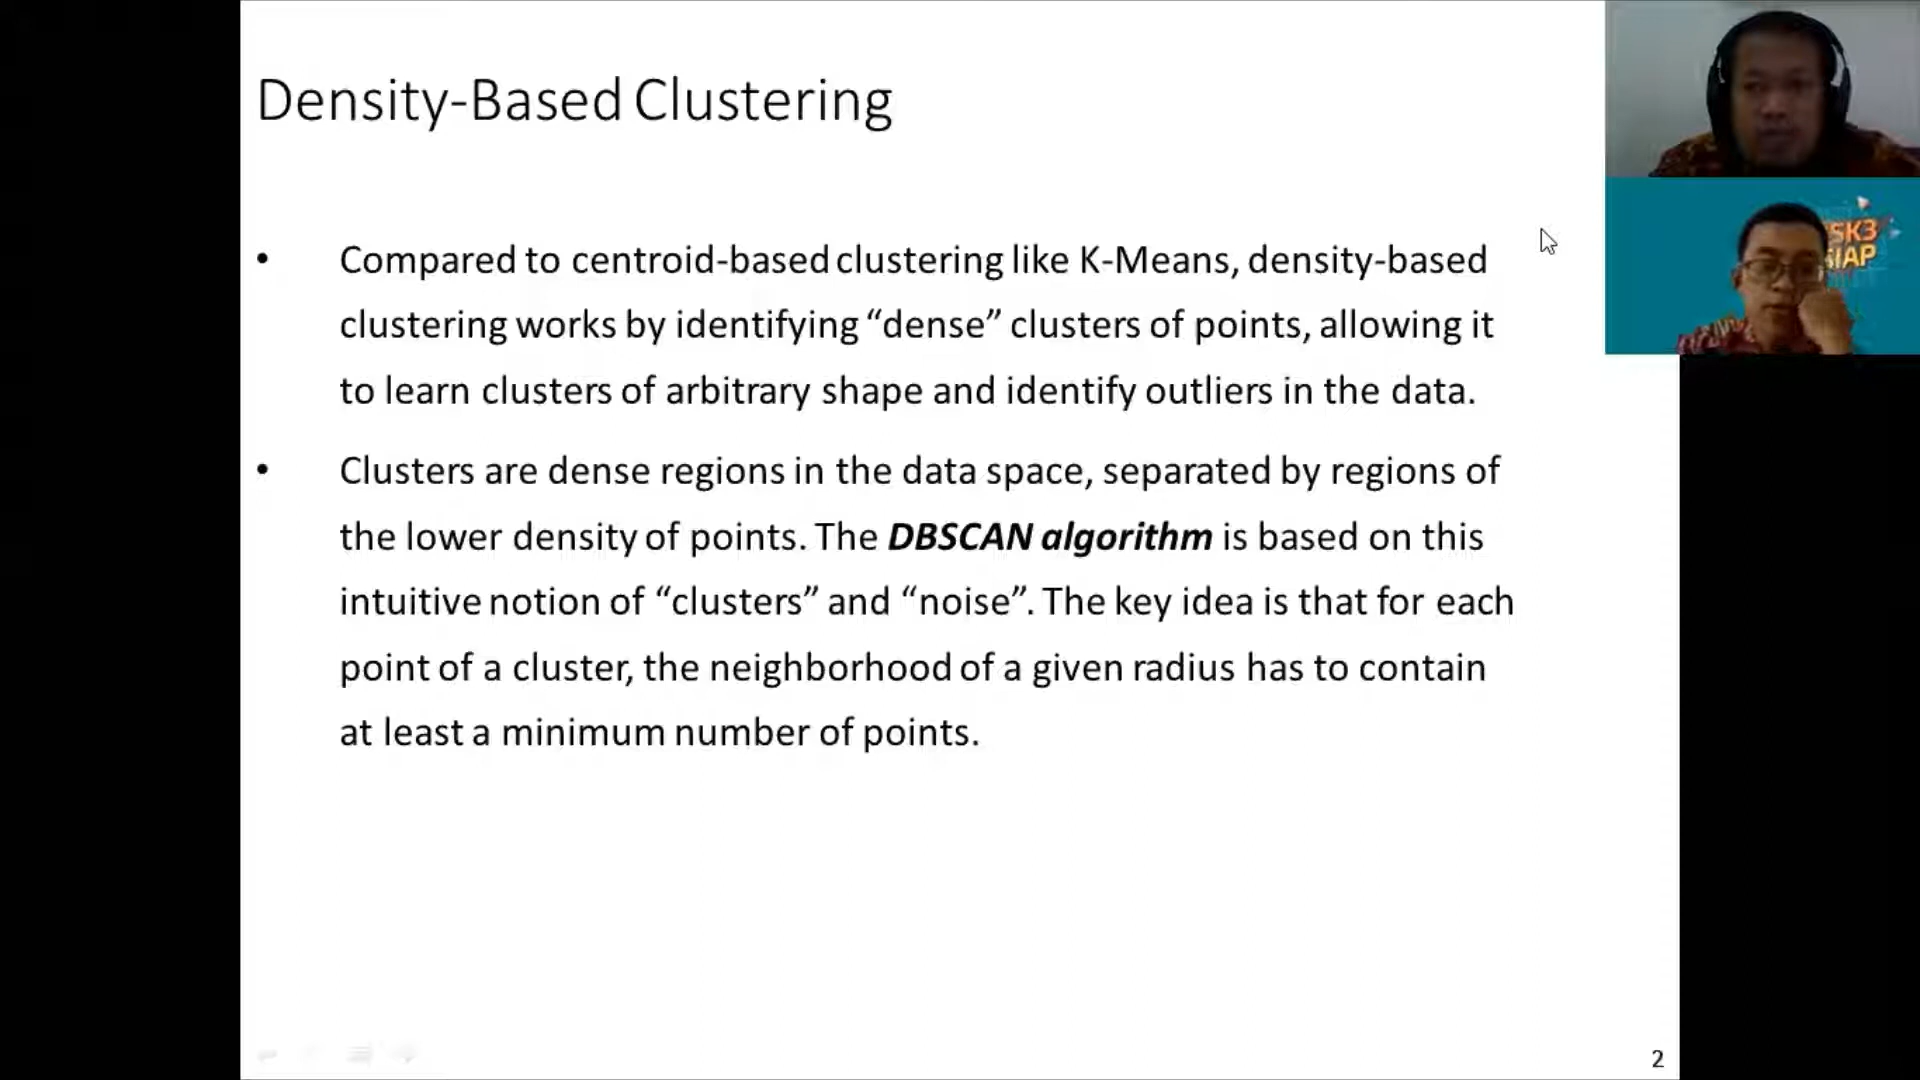 Density-Based Clustering
• Compared to centroid-based clustering like K-Means, density-based
clustering works by identifying “dense” clusters of points, allowing it
to learn clusters of arbitrary shape and identify outliers in the data.
• Clusters are dense regions in the data space, separated by regions of
the lower density of points. The DBSCAN algorithm is based on this
intuitive notion of “clusters” and “noise”. The key idea is that for each
point of a cluster, the neighborhood of a given radius has to contain
at least a minimum number of points.
2
SK3
IAP